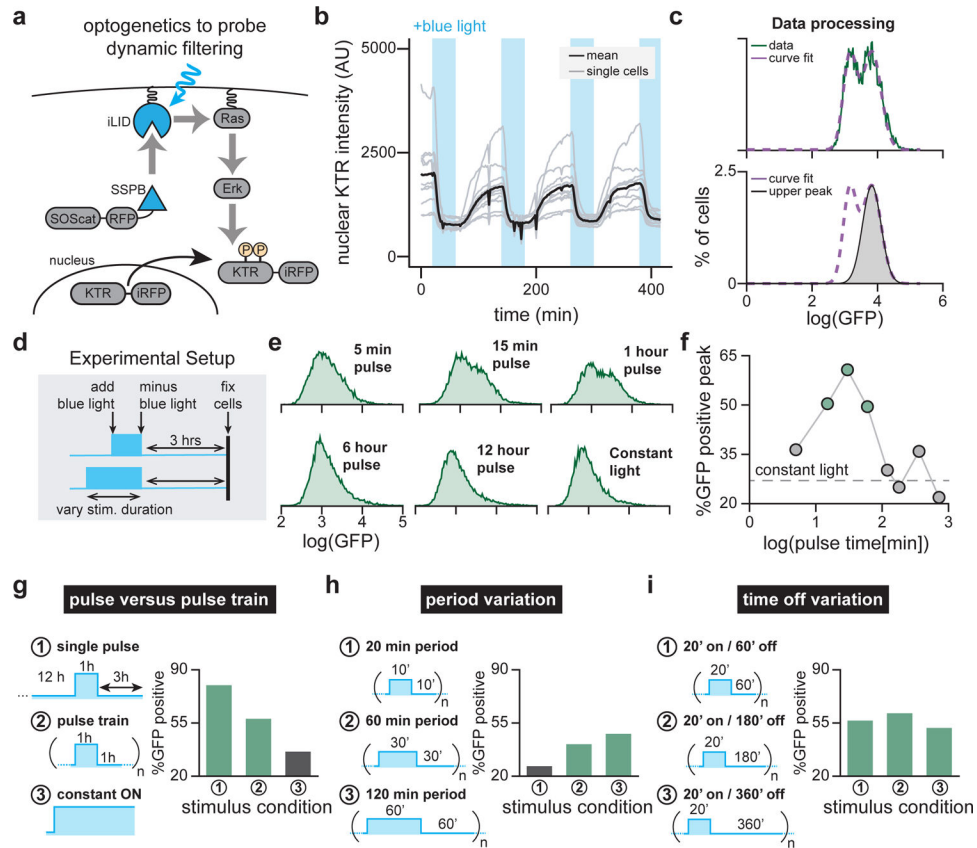 a
optogenetics to probe
dynamic filtering
iLID
Ras
SSPB
Erk
SOScat
RFP
P P
nucleus
KTR
iRFP
KTR
iRFP
b
+blue light
5000
2500
0
nuclear KTR intensity (AU)
mean
single cells
0
200
400
time (min)
c
Data processing
data
curve fit
curve fit
upper peak
% of cells
2.5
0
0
2
4
6
log(GFP)
d
Experimental Setup
add
blue light
minus
blue light
fix
cells
3 hrs
vary stim. duration
e
5 min
pulse
15 min
pulse
1 hour
pulse
6 hour
pulse
12 hour
pulse
Constant
light
2
3
4
5
log(GFP)
f
65
50
35
20
%GFP positive peak
constant light
0
1
2
3
log(pulse time[min])
g
pulse versus pulse train
1 single pulse
12 h
1h
3h
2 pulse train
1h
1h
n
3 constant ON
90
55
20
%GFP positive
1 2 3
stimulus condition
h
period variation
1 20 min period
10’
10’
n
2 60 min period
30’
30’
n
3 120 min period
60’
60’
n
90
55
20
%GFP positive
1 2 3
stimulus condition
i
time off variation
1 20’ on / 60’ off
20’
60’
n
2 20’ on / 180’ off
20’
180’
n
3 20’ on / 360’ off
20’
360’
n
90
55
20
%GFP positive
1 2 3
stimulus condition